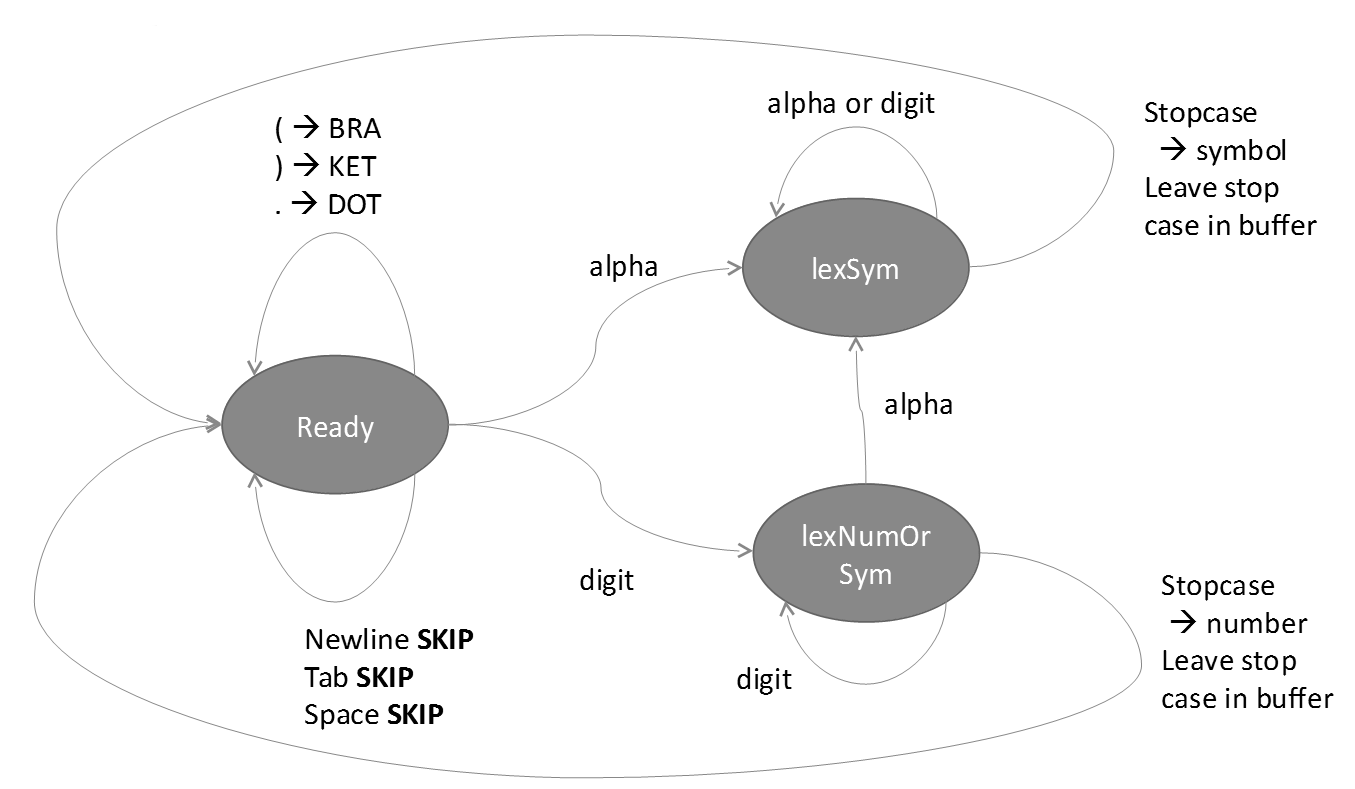 ( → BRA
) → KET
. → DOT
alpha or digit
Stopcase
→ symbol
Leave stop
case in buffer
alpha
lexSym
Ready
alpha
lexNumOr
Sym
digit
digit
Newline SKIP
Tab SKIP
Space SKIP
Stopcase
→ number
Leave stop
case in buffer